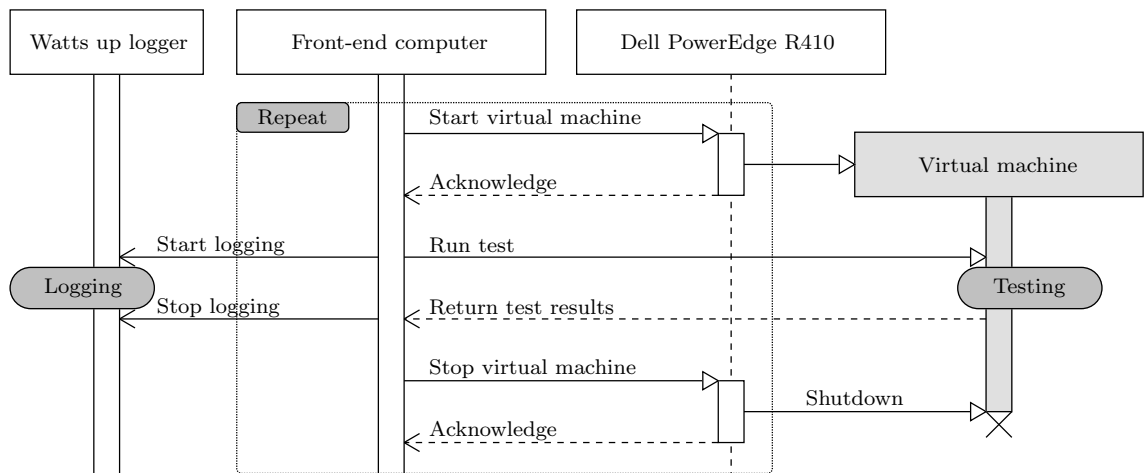 Watts up logger
Front-end computer
Dell PowerEdge R410
Repeat
Start virtual machine
Virtual machine
Acknowledge
Start logging
Run test
Logging
Testing
Stop logging
Return test results
Stop virtual machine
Shutdown
Acknowledge